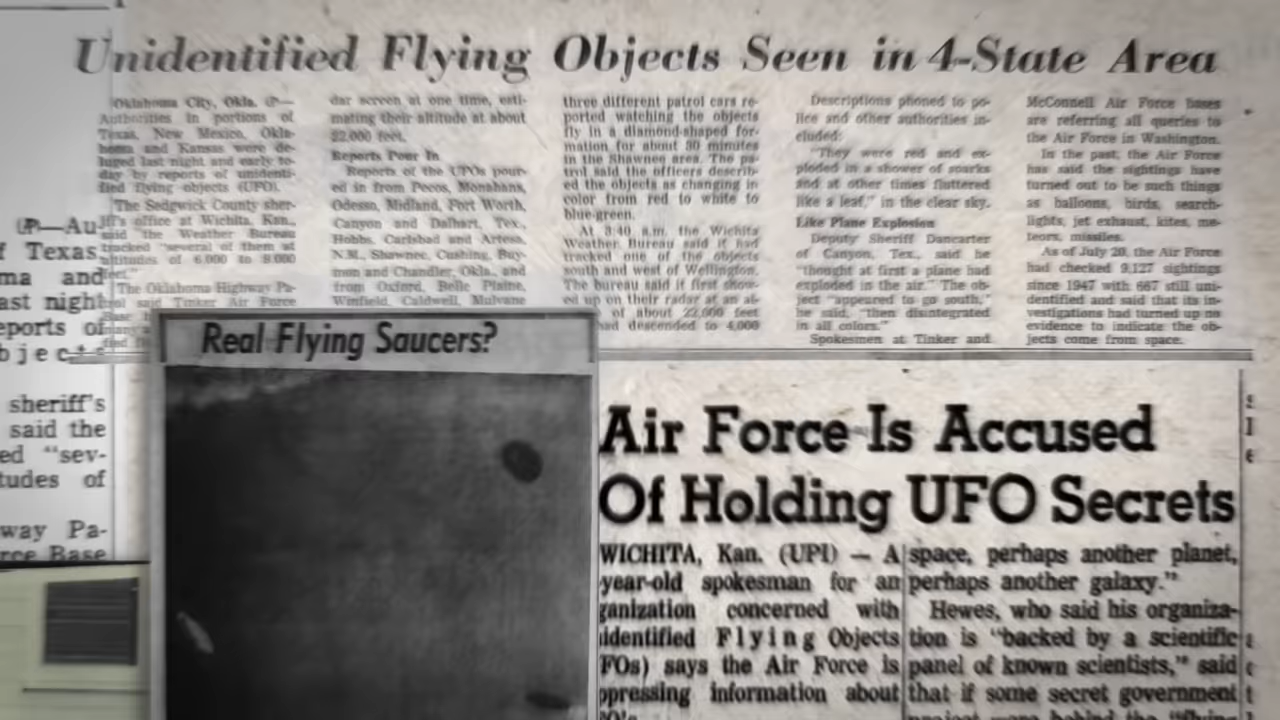 Unidentified Flying Objects Seen in 4-State Area
Oklahoma City, Okla. (P—
Authorities in portions of
Texas, New Mexico, Okla-
homa and Kansas were de-
luged last night and early to-
day by reports of unidenti-
fied flying objects (UFO).
The Sedgwick County sher-
iff's office at Wichita, Kan.,
said the Weather Bureau
tracked "several of them at
altitudes of 6,000 to 9,000
feet."
The Oklahoma Highway Pa-
said Tinker Air Force
dar screen at one time, esti-
mating their altitude at about
22,000 feet.
Reports Pour In
Reports of the UFOs pour-
ed in from Pecos, Monahans,
Odesso, Midland, Fort Worth,
Canyon and Dalhart, Tex.,
Hobbs, Carlsbad and Artesa,
N.M., Shawnee, Cushing, Buy-
mon and Chandler, Okla., and
from Oxford, Belle Plaine,
Winfield, Caldwell, Mulvane
three different patrol cars re-
ported watching the objects
fly in a diamond-shaped for-
mation for about 30 minutes
in the Shawnee area. The pa-
trol said the officers describ-
ed the objects as changing in
color from red to white to
blue-green.
At 3:40 a.m. the Wichita
Weather Bureau said it had
tracked one of the objects
south and west of Wellington.
The bureau said it first show-
ed up on their radar at an al-
of about 22,000 feet
had descended to 4,000
Descriptions phoned to po-
lice and other authorities in-
cluded:
"They were red and ex-
ploded in a shower of sparks
and at other times fluttered
like a leaf," in the clear sky.
Like Plane Explosion
Deputy Sheriff Dancarter
of Canyon, Tex., said he
"thought at first a plane had
exploded in the air." The ob-
ject "appeared to go south,"
he said, "then disintegrated
in all colors."
Spokesmen at Tinker and
McConnell Air Force bases
are referring all queries to
the Air Force in Washington.
In the past, the Air Force
has said the sightings have
turned out to be such things
as balloons, birds, search-
lights, jet exhaust, kites, me-
teors, missiles.
As of July 20, the Air Force
had checked 9,127 sightings
since 1947 with 667 still uni-
dentified and said that its in-
vestigations had turned up no
evidence to indicate the ob-
jects come from space.
(P—Au
f Texas
ma and
ast night
eports of
bjects
sheriff's
said the
ed "sev-
tudes of
way Pa-
rce Base
Real Flying Saucers?
Air Force Is Accused
Of Holding UFO Secrets
WICHITA, Kan. (UPI) — A
year-old spokesman for an
ganization concerned with
identified Flying Objects
FOs) says the Air Force is
ppressing information about
space, perhaps another planet,
perhaps another galaxy."
Hewes, who said his organiza-
tion is "backed by a scientific
panel of known scientists," said
that if some secret government